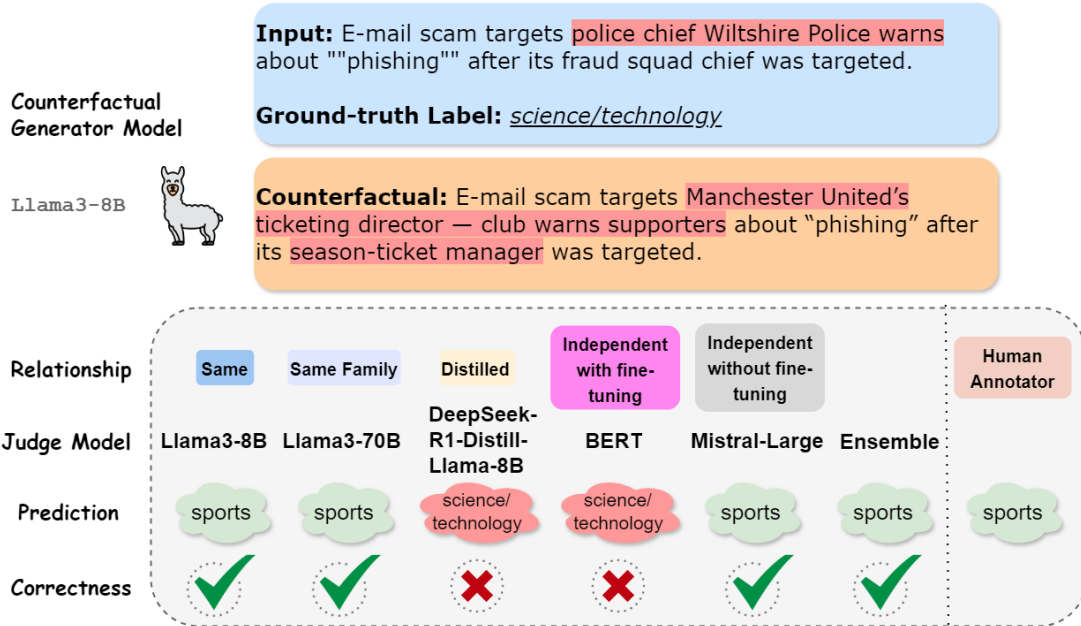 Input: E-mail scam targets police chief Wiltshire Police warns
about ""phishing"" after its fraud squad chief was targeted.
Ground-truth Label: science/technology
Counterfactual
Generator Model
Llama3-8B
Counterfactual: E-mail scam targets Manchester United's
ticketing director — club warns supporters about “phishing” after
its season-ticket manager was targeted.
Relationship
Same
Same Family
Distilled
Independent
with fine-
tuning
Independent
without fine-
tuning
Human
Annotator
Judge Model
Llama3-8B
Llama3-70B
DeepSeek-
R1-Distill-
Llama-8B
BERT
Mistral-Large
Ensemble
Prediction
sports
sports
science/
technology
science/
technology
sports
sports
sports
Correctness